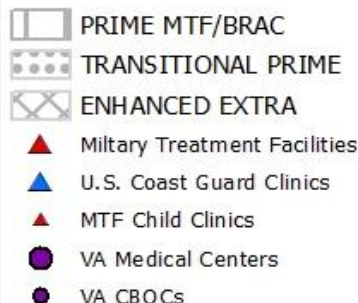 PRIME MTF/BRAC
TRANSITIONAL PRIME
ENHANCED EXTRA
Miltary Treatment Facilities
U.S. Coast Guard Clinics
MTF Child Clinics
VA Medical Centers
VA CBOCs